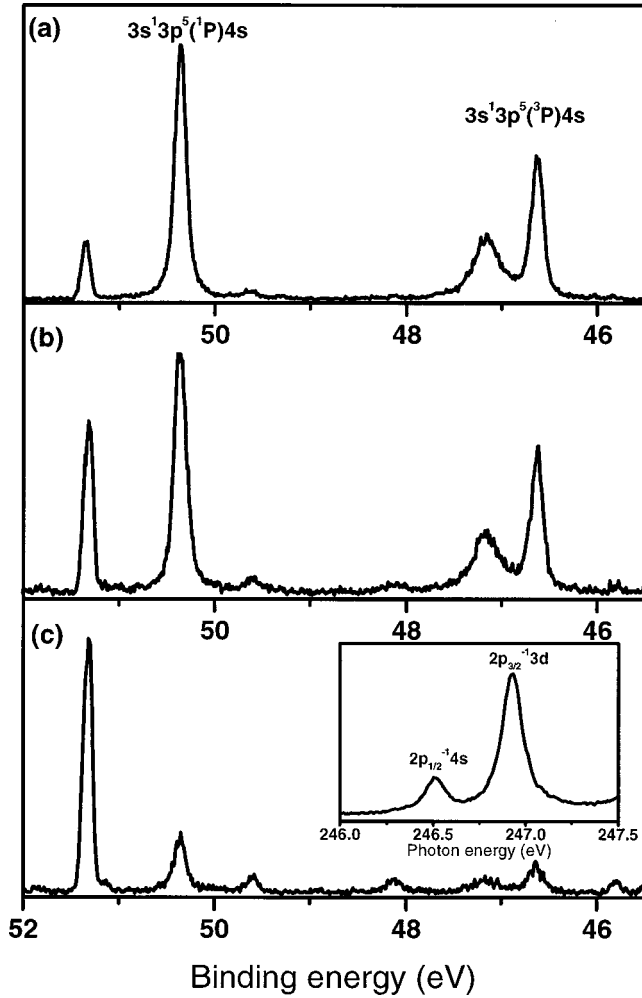 (a)
3s¹3p⁵(¹P)4s
3s¹3p⁵(³P)4s
50 48 46
(b)
50 48 46
(c)
2p₃/₂⁻¹3d
2p₁/₂⁻¹4s
246.0 246.5 247.0 247.5
Photon energy (eV)
52 50 48 46
Binding energy (eV)